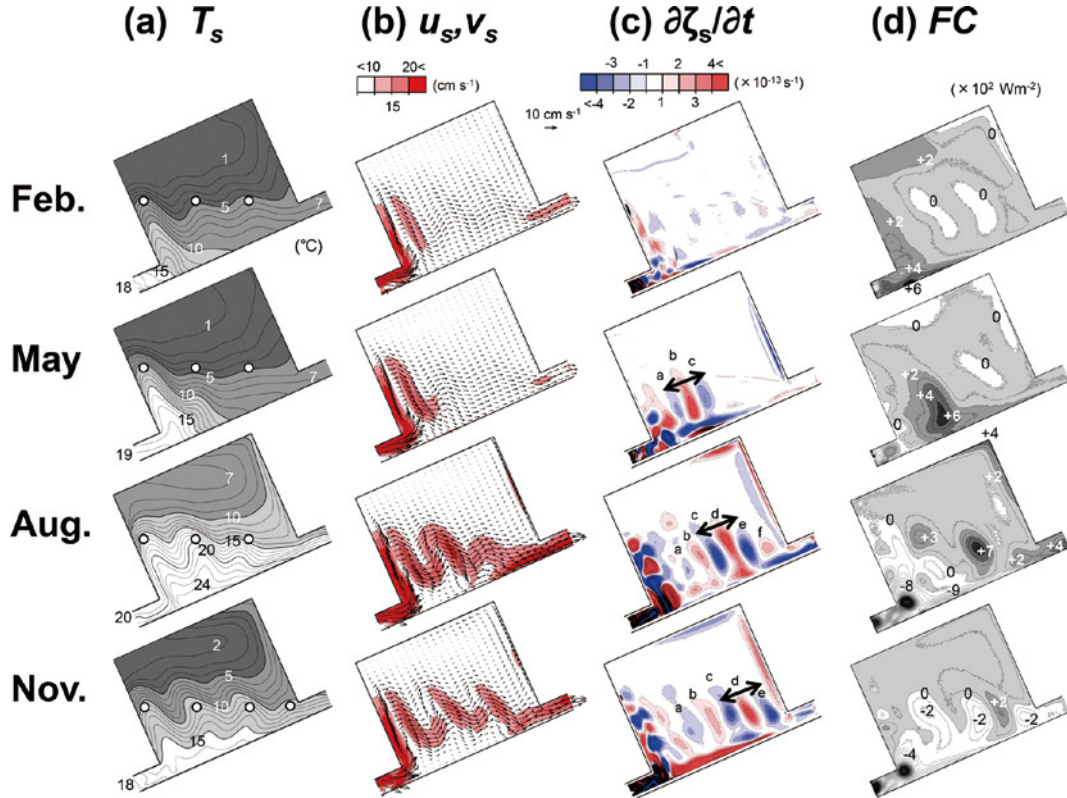 (a) Ts (b) us,vs (c) ∂ζs/∂t (d) FC
<10 20< (cm s-1) 15
-3 -1 2 4< (×10-13 s-1)
<-4 -2 1 3
10 cm s-1
(×102 Wm-2)
Feb.
1 5 7 10 15 18 (℃)
0 +2 0 0 +2 +4 +6
May
1 5 7 10 15 19
a b c
0 0 0 +2 +4 +6 0
Aug.
7 10 15 20 24 20
a b c d e f
+4 +2 0 +3 +7 +4 +2 0 -8 -9
Nov.
2 5 10 15 18
a b c d e
0 0 0 -2 -2 -2 -4